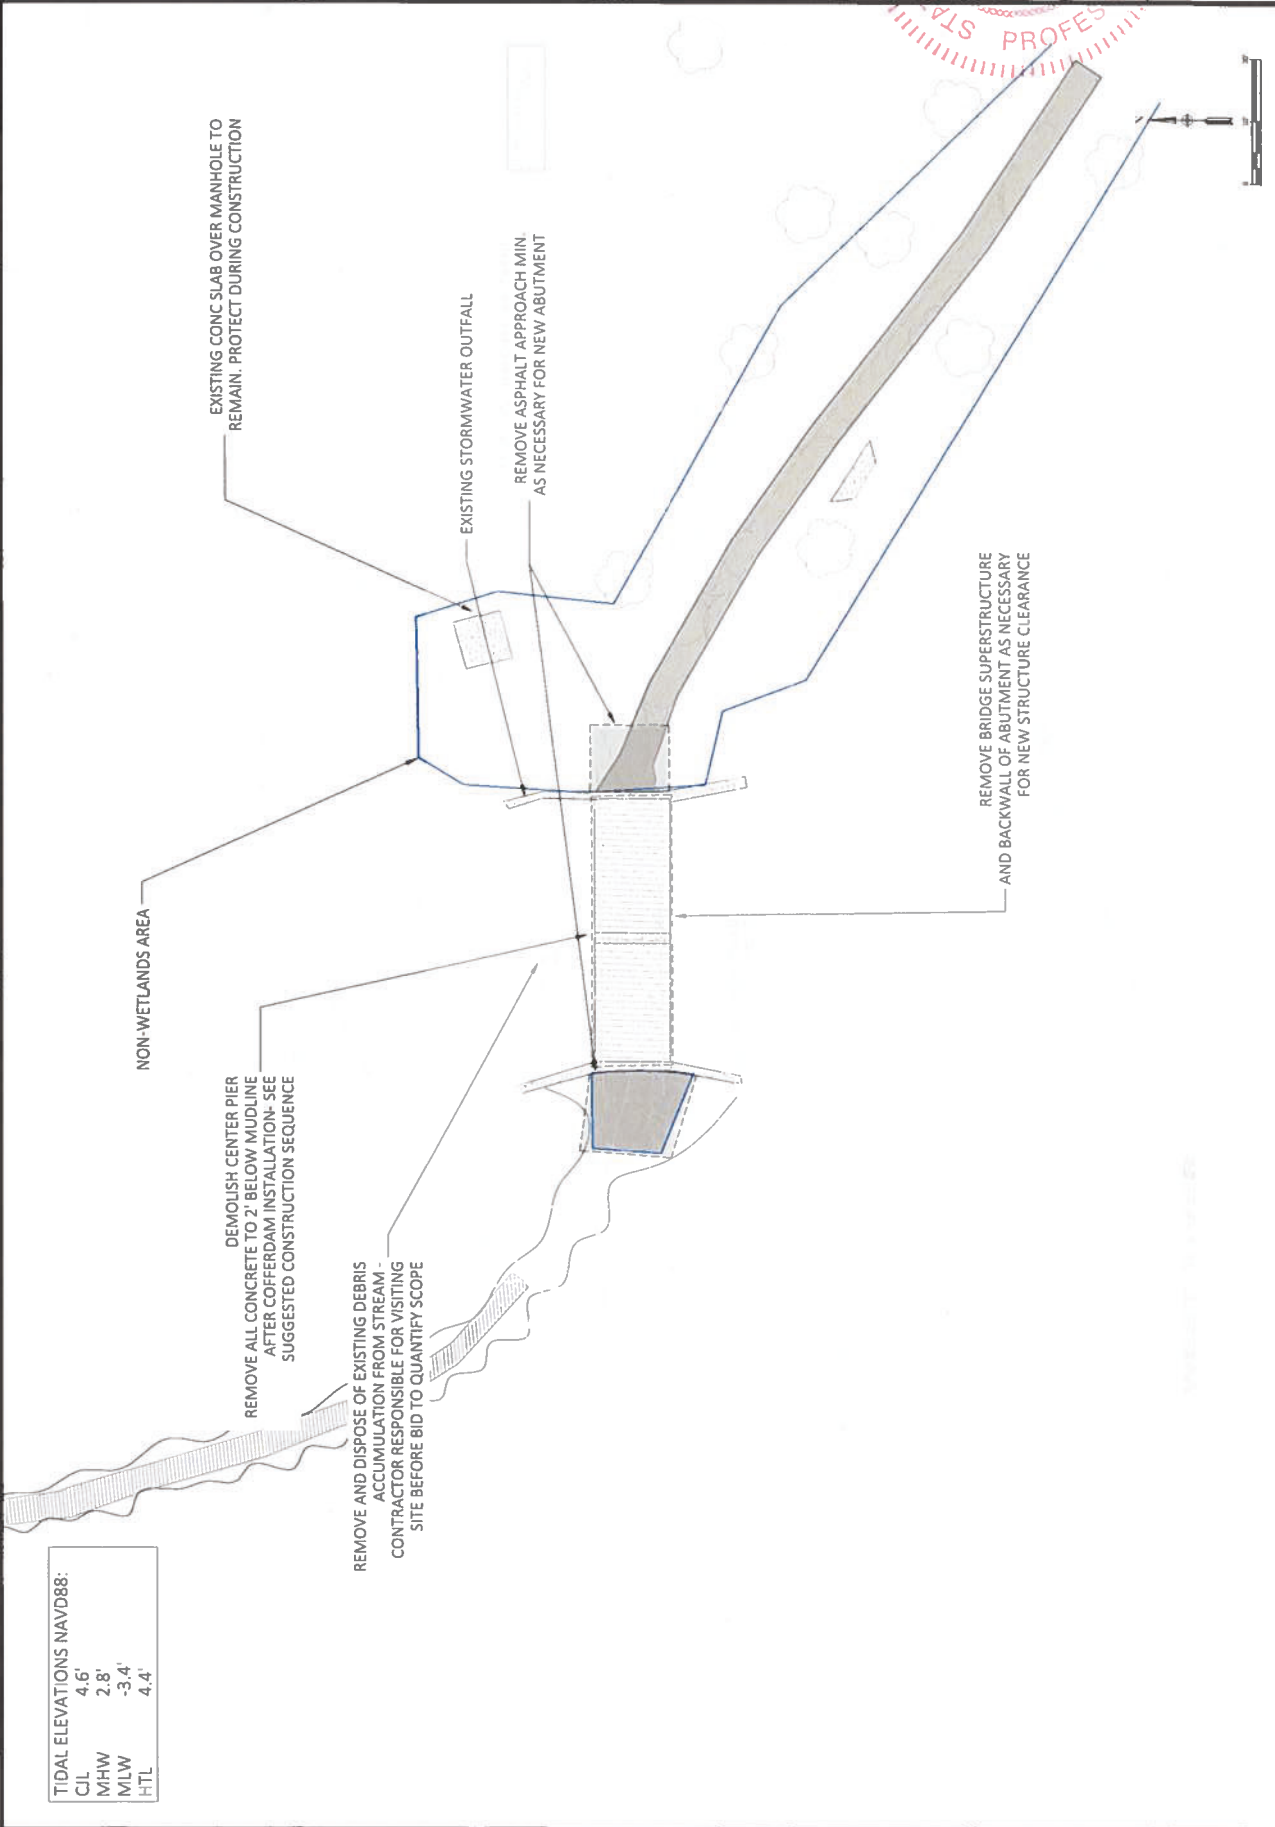 TIDAL ELEVATIONS NAVD88:
CJL 4.6'
MHW 2.8'
MLW -3.4'
HTL 4.4'
NON-WETLANDS AREA
EXISTING CONC SLAB OVER MANHOLE TO
REMAIN. PROTECT DURING CONSTRUCTION
DEMOLISH CENTER PIER
REMOVE ALL CONCRETE TO 2' BELOW MUDLINE
AFTER COFFERDAM INSTALLATION- SEE
SUGGESTED CONSTRUCTION SEQUENCE
EXISTING STORMWATER OUTFALL
REMOVE ASPHALT APPROACH MIN.
AS NECESSARY FOR NEW ABUTMENT
REMOVE AND DISPOSE OF EXISTING DEBRIS
ACCUMULATION FROM STREAM -
CONTRACTOR RESPONSIBLE FOR VISITING
SITE BEFORE BID TO QUANTIFY SCOPE
REMOVE BRIDGE SUPERSTRUCTURE
AND BACKWALL OF ABUTMENT AS NECESSARY
FOR NEW STRUCTURE CLEARANCE
STA
PROFES